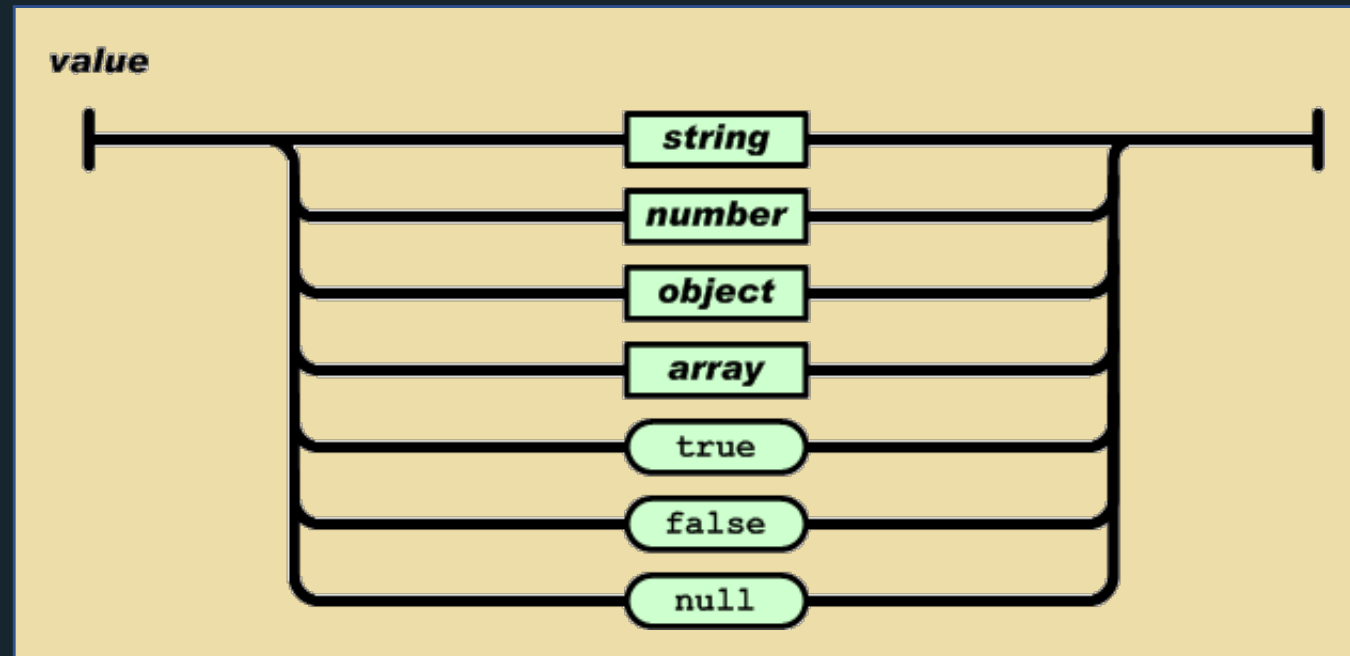 value
string
number
object
array
true
false
null